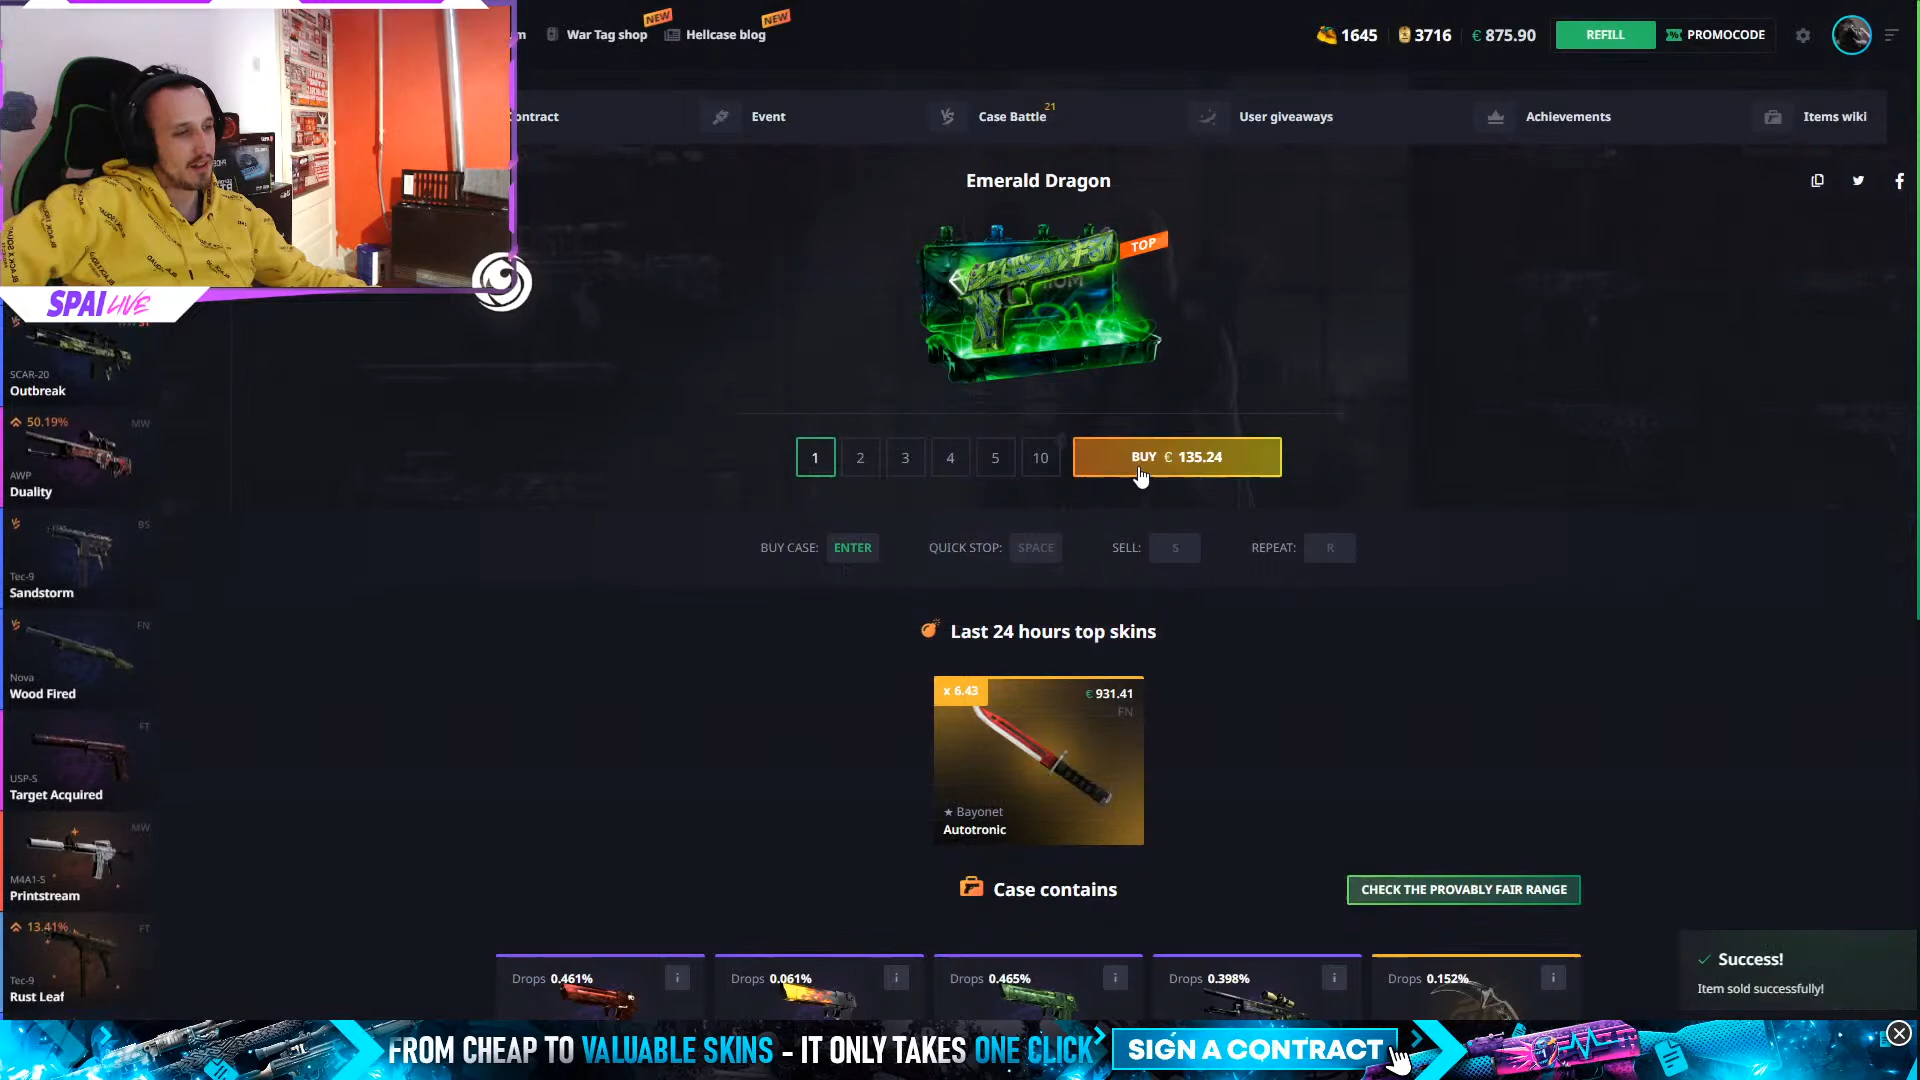 m
War Tag shop
NEW
Hellcase blog
NEW
1645
3716
€ 875.90
REFILL
% PROMOCODE
ontract
Event
Case Battle
21
User giveaways
Achievements
Items wiki
SPAI LIVE
Emerald Dragon
TOP
1
2
3
4
5
10
BUY € 135.24
BUY CASE: ENTER
QUICK STOP: SPACE
SELL: S
REPEAT: R
Last 24 hours top skins
x 6.43
€ 931.41
FN
★ Bayonet
Autotronic
Case contains
CHECK THE PROVABLY FAIR RANGE
Drops 0.461%
i
Drops 0.061%
i
Drops 0.465%
i
Drops 0.398%
i
Drops 0.152%
i
SCAR-20
Outbreak
50.19%
MW
AWP
Duality
BS
Tec-9
Sandstorm
FN
Nova
Wood Fired
FT
USP-S
Target Acquired
MW
M4A1-S
Printstream
13.41%
FT
Tec-9
Rust Leaf
Success!
Item sold successfully!
FROM CHEAP TO VALUABLE SKINS - IT ONLY TAKES ONE CLICK
SIGN A CONTRACT